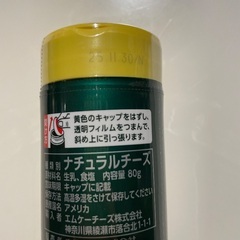 黄色のキャップをはずし、
透明フィルムをつまんで、
斜め上に引っ張ります。
ナチュラルチーズ
生乳、食塩 内容量 80g
キャップに記載
高温多湿をさけて保存してください
アメリカ
エムケーチーズ株式会社
神奈川県綾瀬市落合北1-1-1